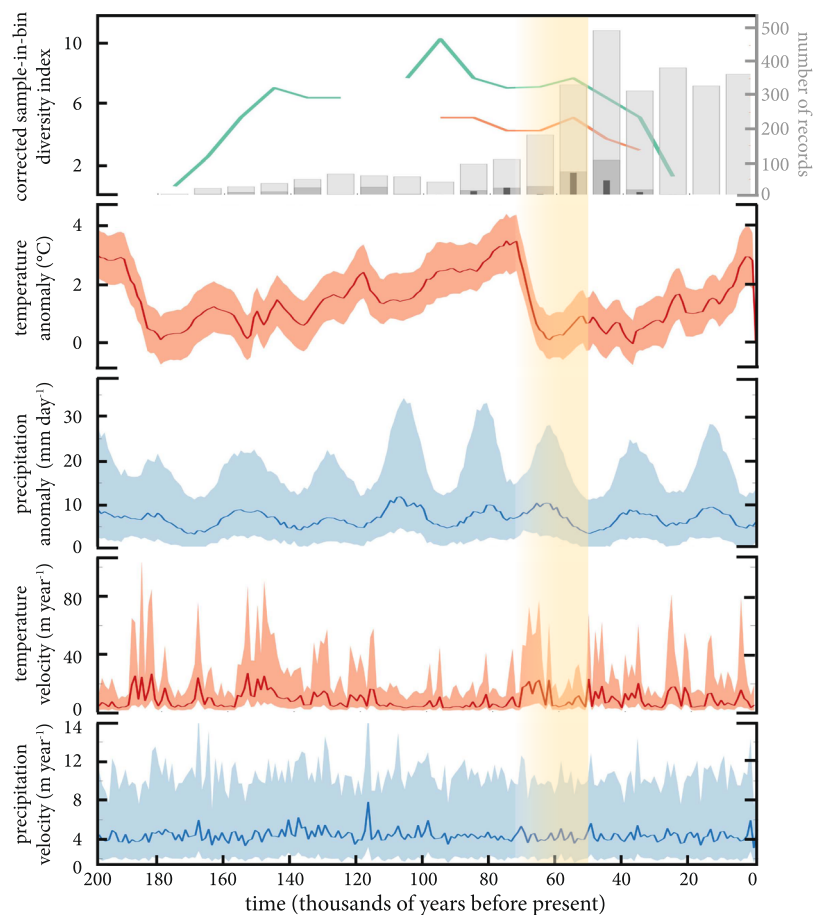 corrected sample-in-bin
diversity index
10
6
2
500
400
300
200
100
0
number of records
temperature
anomaly (°C)
4
2
0
precipitation
anomaly (mm day-1)
30
20
10
0
temperature
velocity (m year-1)
80
40
0
precipitation
velocity (m year-1)
14
12
8
4
0
200 180 160 140 120 100 80 60 40 20 0
time (thousands of years before present)